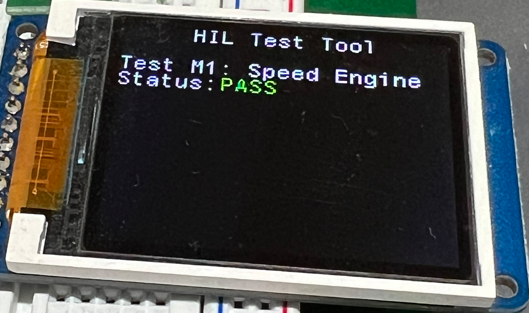 HIL Test Tool
Test M1: Speed Engine
Status:PASS